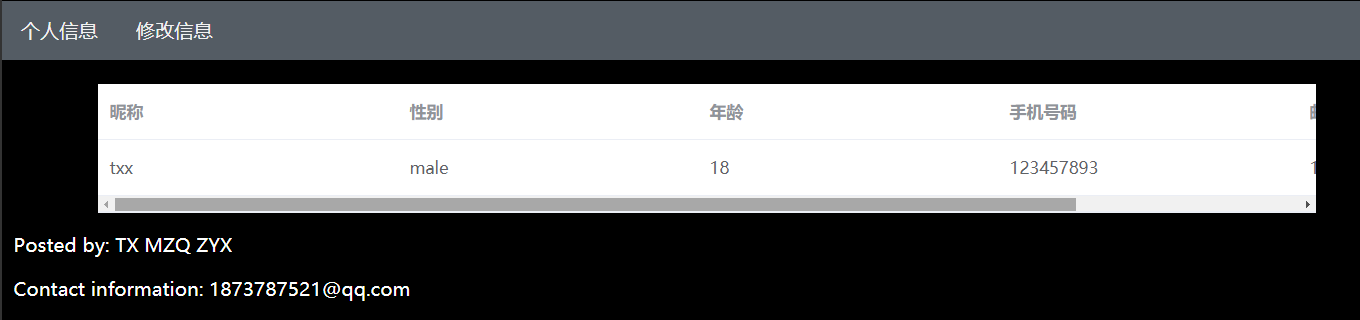 个人信息 修改信息
昵称 性别 年龄 手机号码
txx male 18 123457893
Posted by: TX MZQ ZYX
Contact information: 1873787521@qq.com